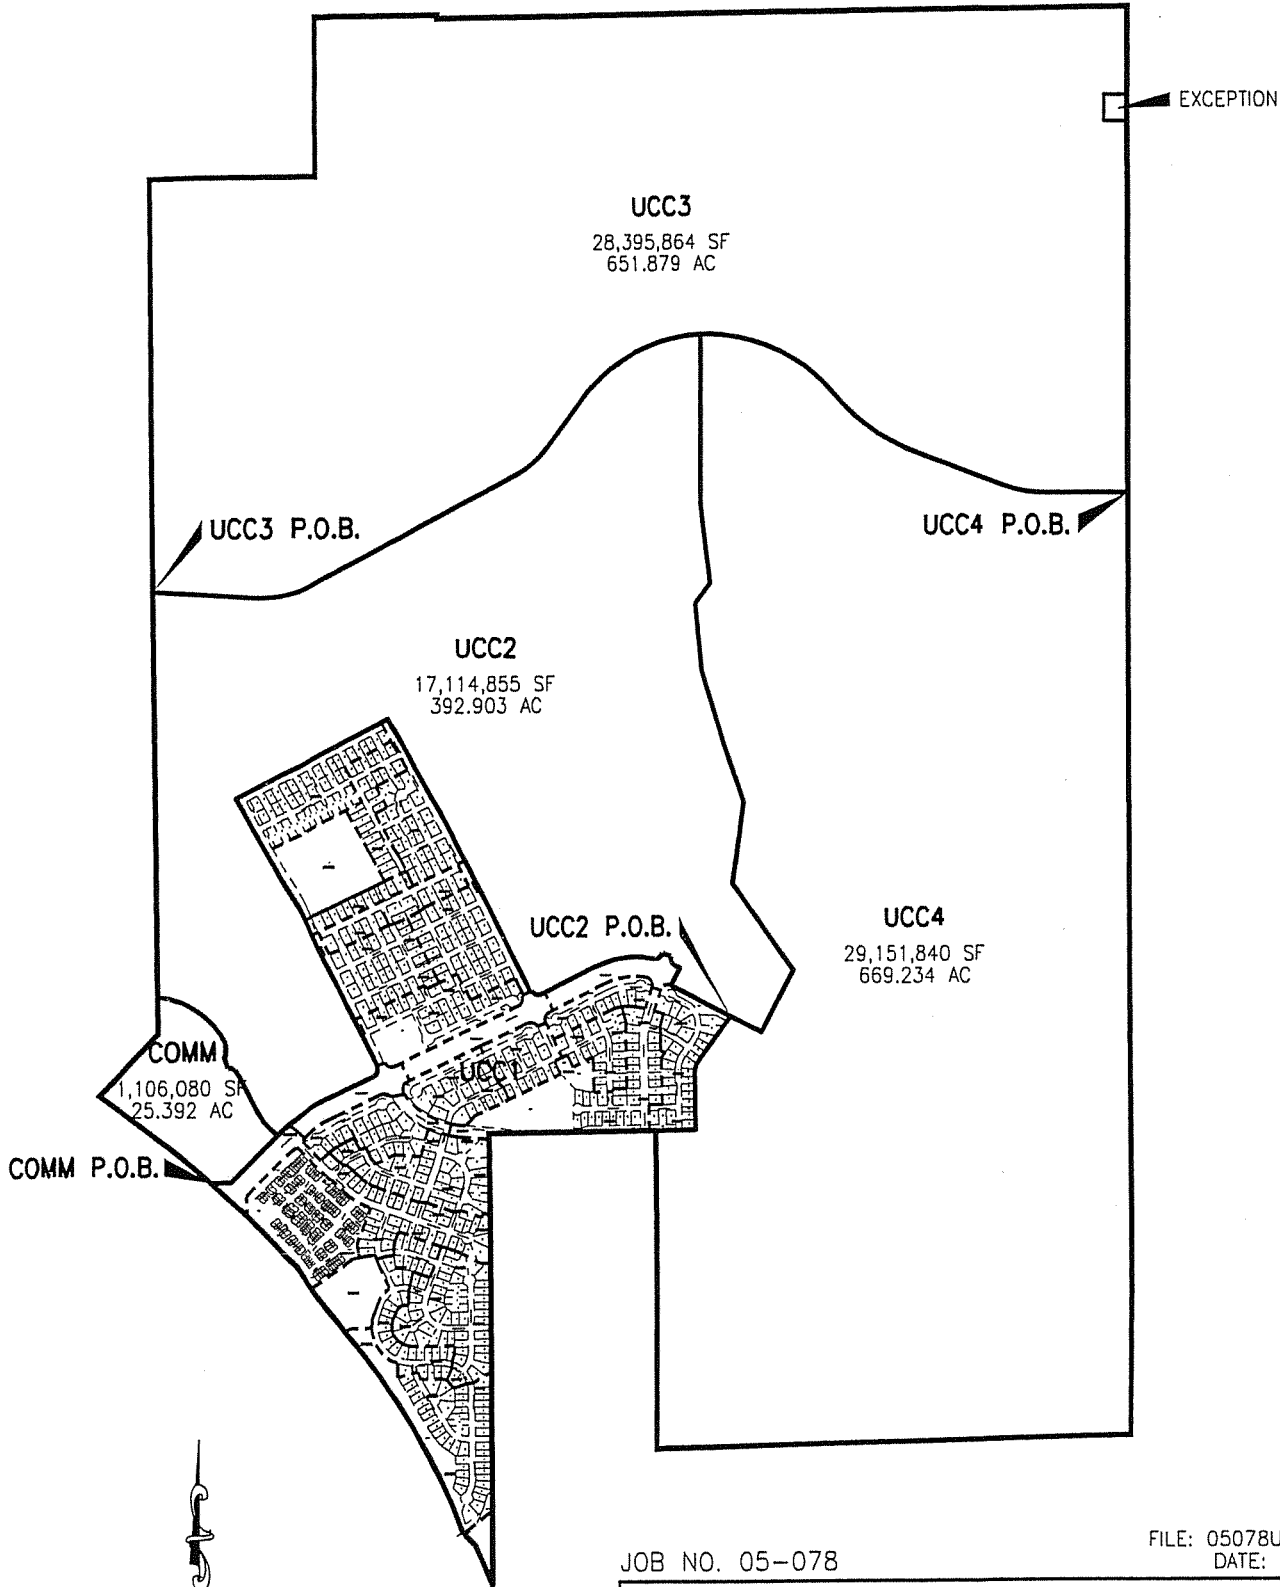 EXCEPTION
UCC3
28,395,864 SF
651.879 AC
UCC3 P.O.B.
UCC4 P.O.B.
UCC2
17,114,855 SF
392.903 AC
UCC2 P.O.B.
UCC4
29,151,840 SF
669.234 AC
COMM
1,106,080 SF
25.392 AC
UCC1
COMM P.O.B.
JOB NO. 05-078
FILE: 05078U
DATE: